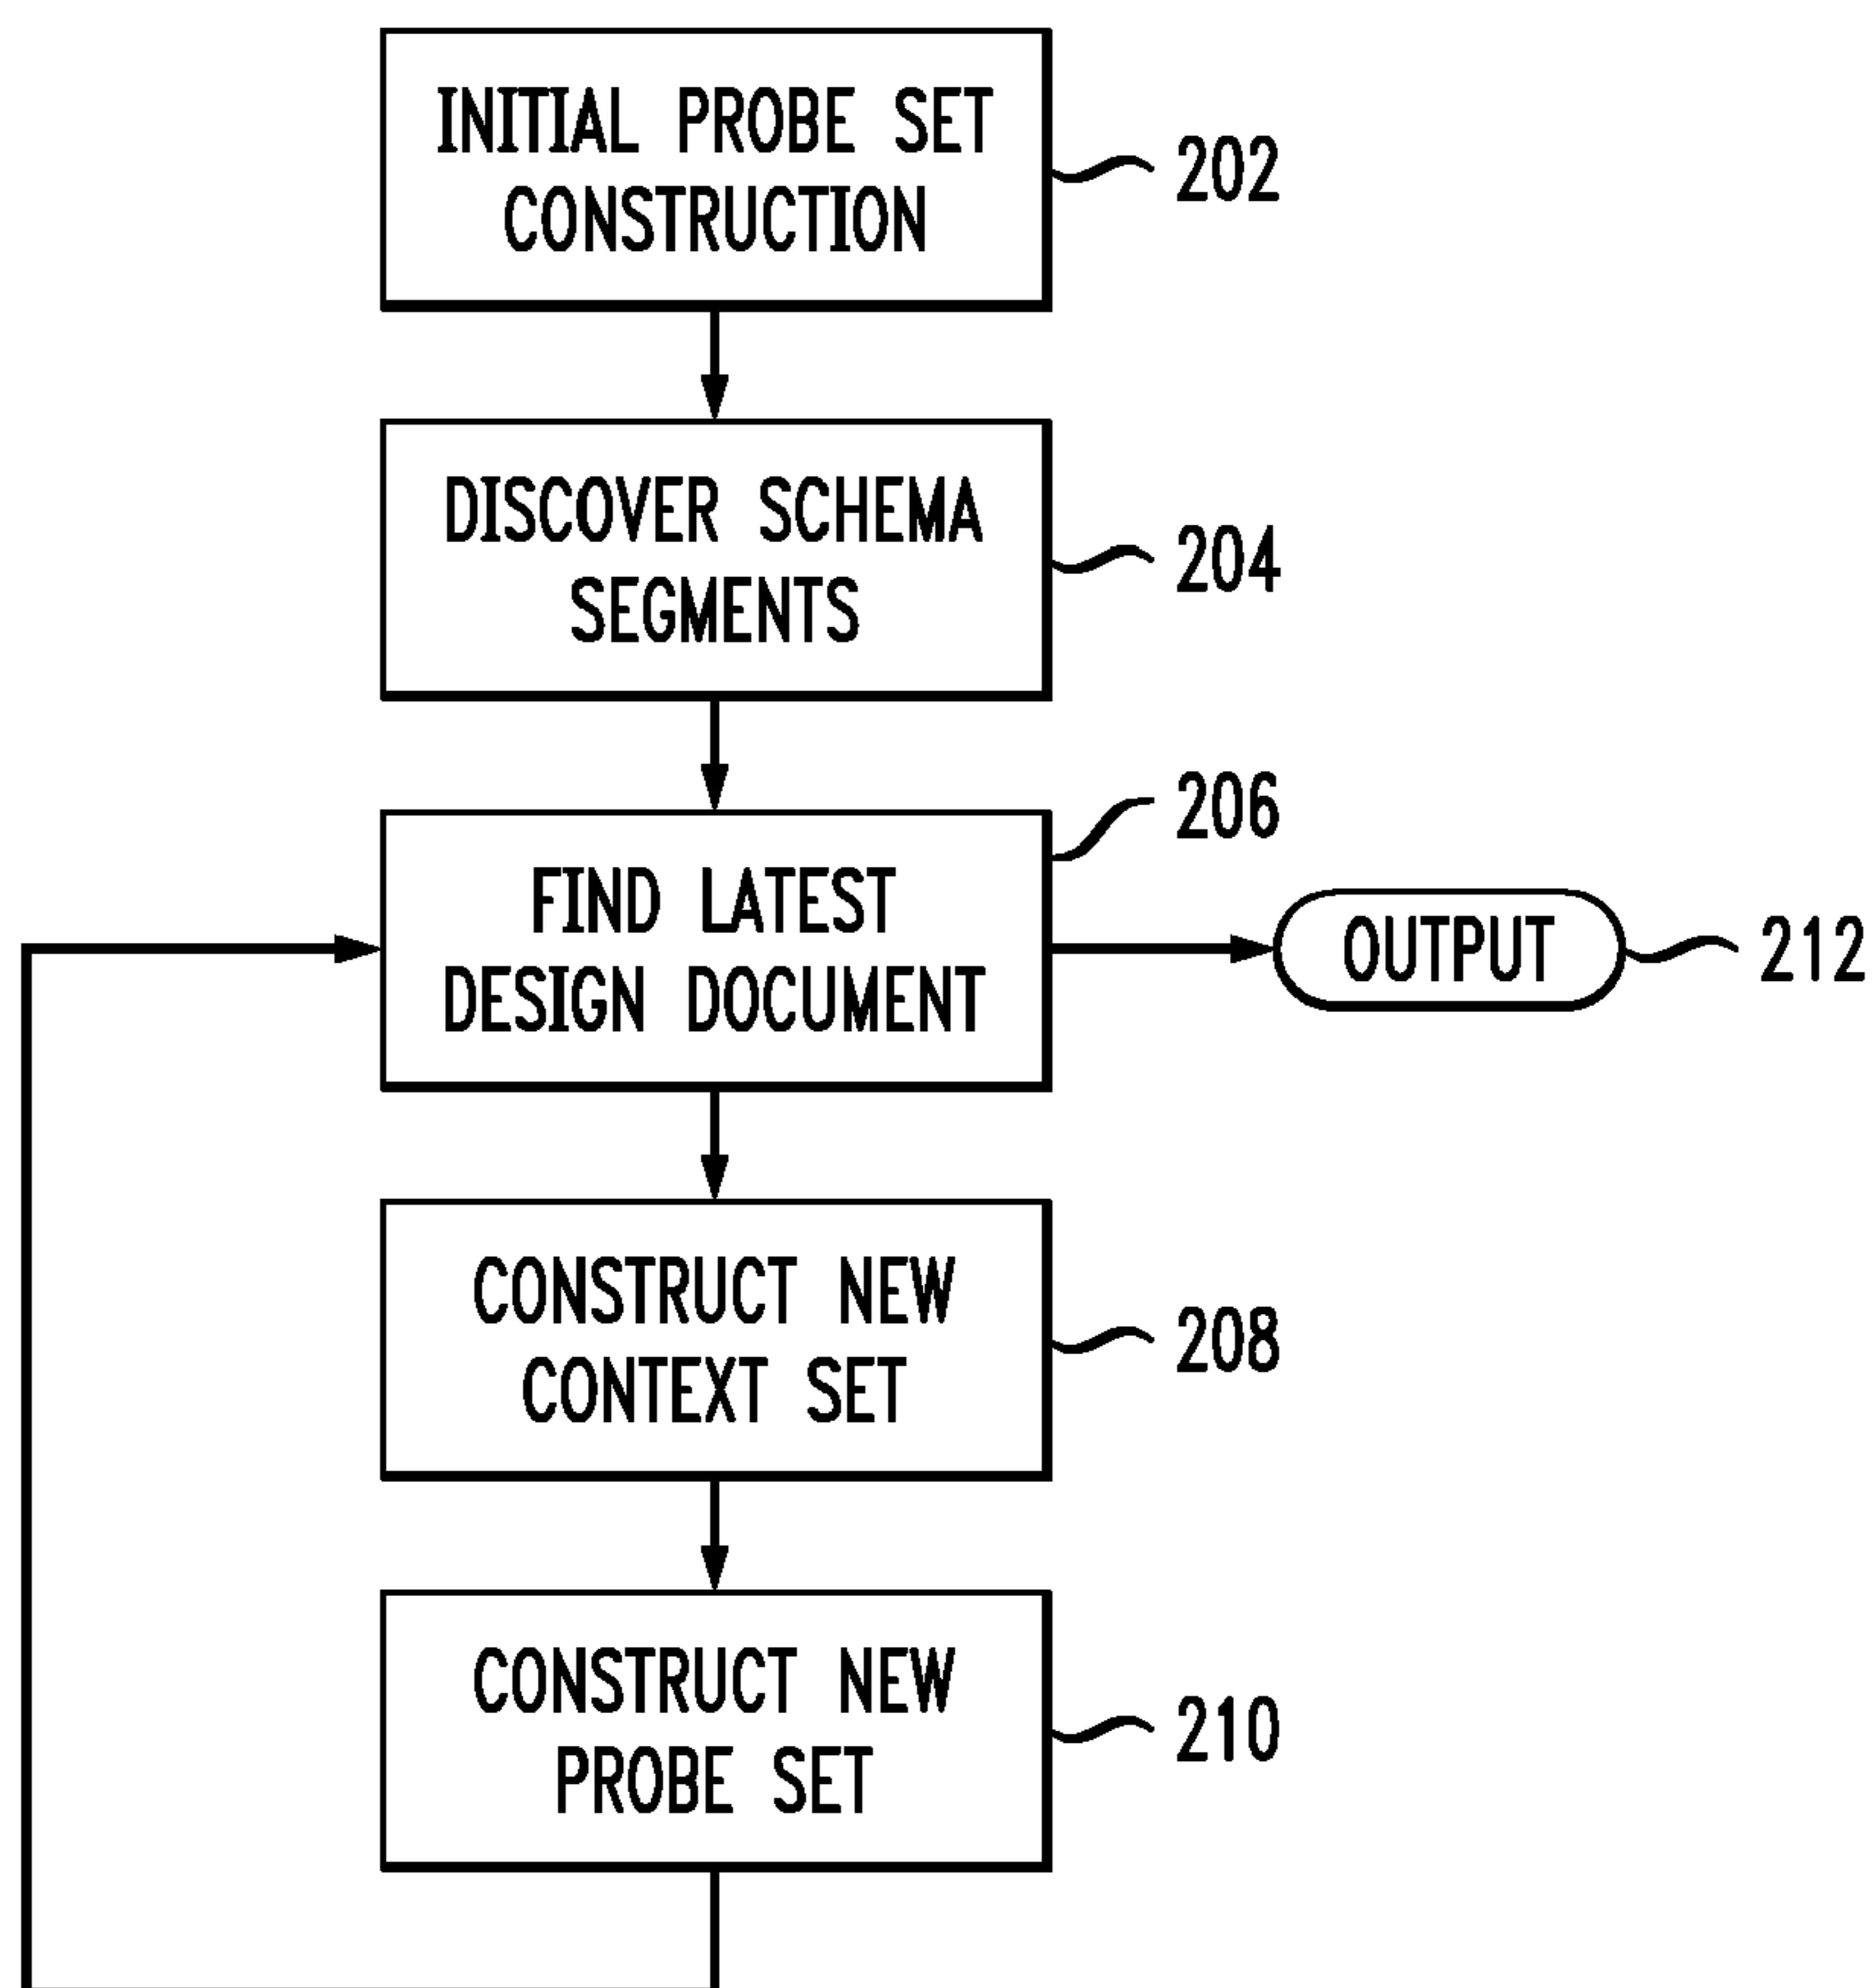 INITIAL PROBE SET
CONSTRUCTION
202
DISCOVER SCHEMA
SEGMENTS
204
206
FIND LATEST
DESIGN DOCUMENT
OUTPUT
212
CONSTRUCT NEW
CONTEXT SET
208
CONSTRUCT NEW
PROBE SET
210